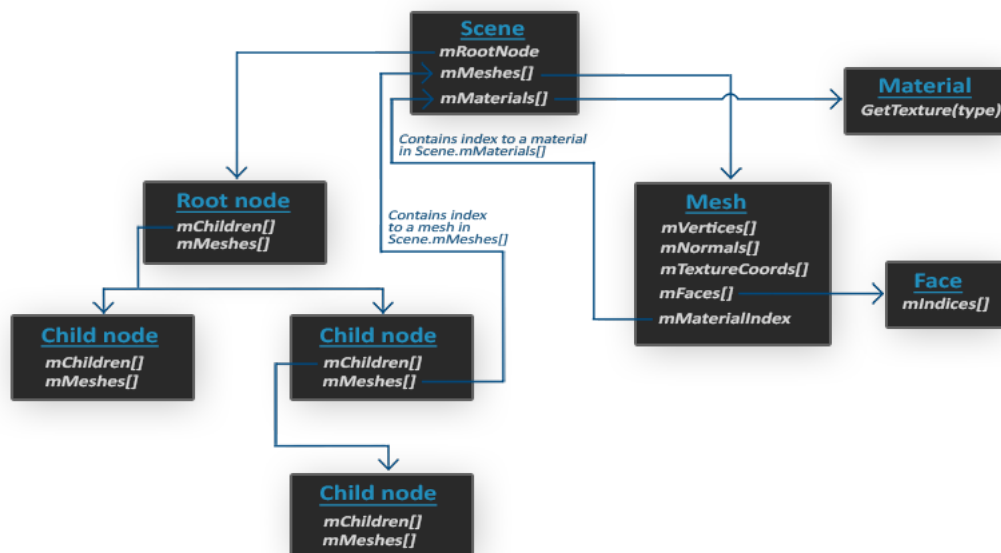 Scene
mRootNode
mMeshes[]
mMaterials[]
Material
GetTexture(type)
Contains index to a material
in Scene.mMaterials[]
Root node
mChildren[]
mMeshes[]
Contains index
to a mesh in
Scene.mMeshes[]
Mesh
mVertices[]
mNormals[]
mTextureCoords[]
mFaces[]
mMaterialIndex
Face
mIndices[]
Child node
mChildren[]
mMeshes[]
Child node
mChildren[]
mMeshes[]
Child node
mChildren[]
mMeshes[]